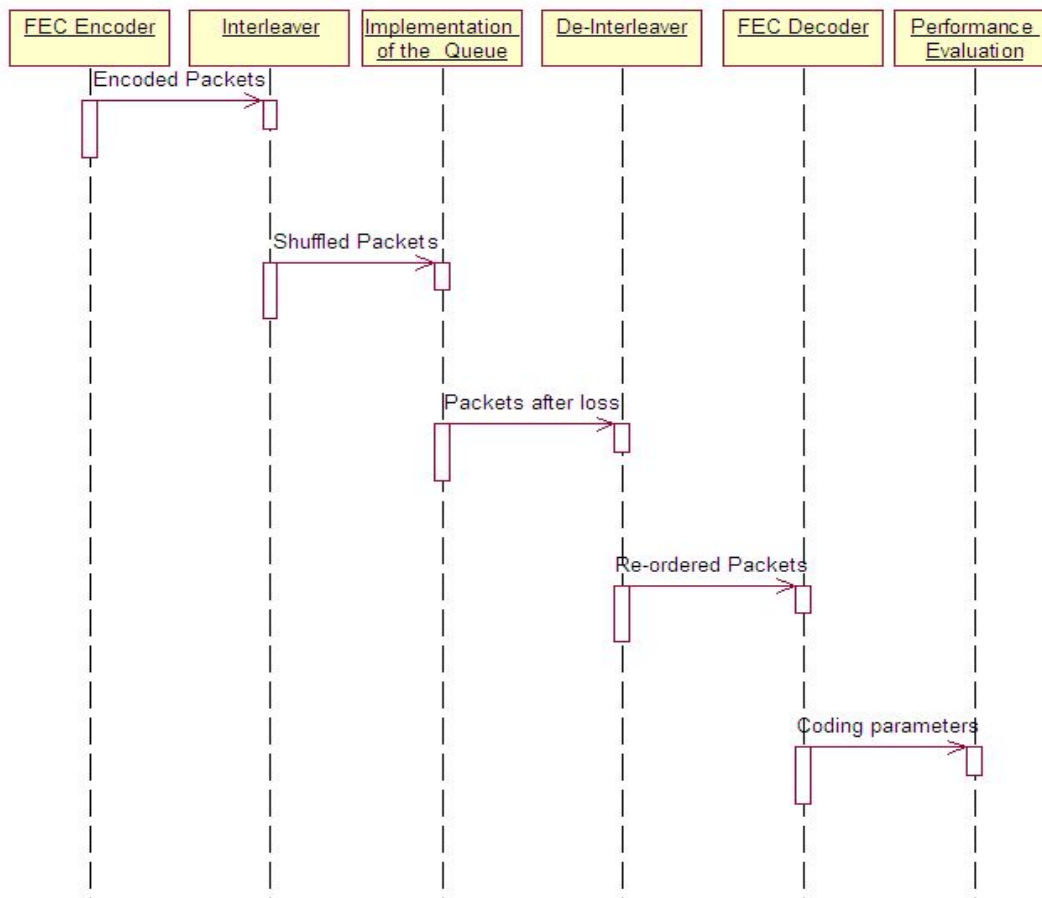 FEC Encoder
Interleaver
Implementation
of the Queue
De-Interleaver
FEC Decoder
Performance
Evaluation
Encoded Packets
Shuffled Packets
Packets after loss
Re-ordered Packets
Coding parameters